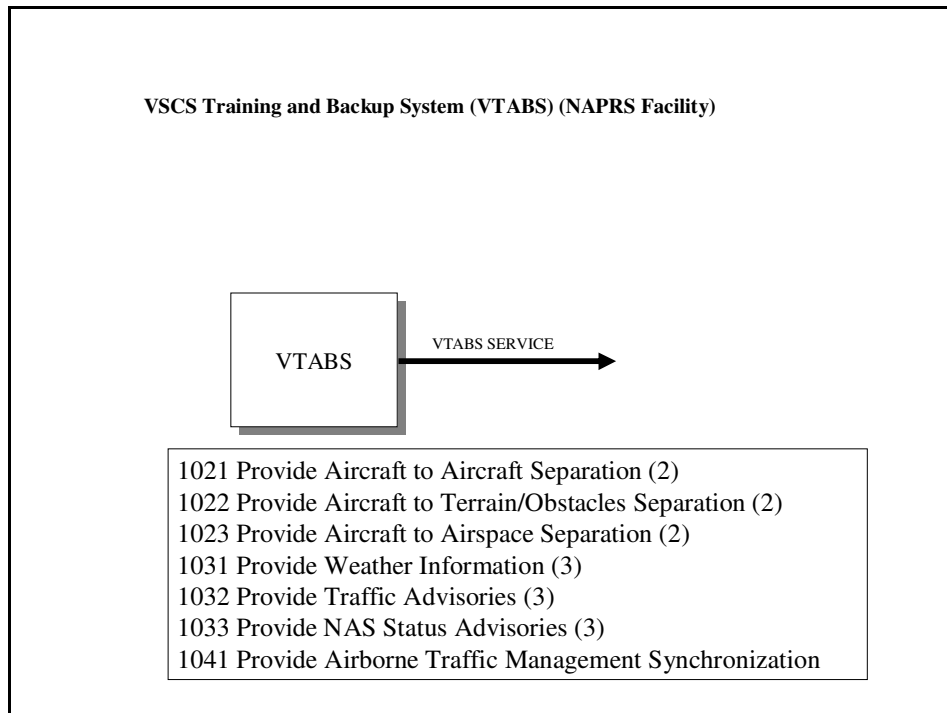 VSCS Training and Backup System (VTABS) (NAPRS Facility)
VTABS
VTABS SERVICE
1021 Provide Aircraft to Aircraft Separation (2)
1022 Provide Aircraft to Terrain/Obstacles Separation (2)
1023 Provide Aircraft to Airspace Separation (2)
1031 Provide Weather Information (3)
1032 Provide Traffic Advisories (3)
1033 Provide NAS Status Advisories (3)
1041 Provide Airborne Traffic Management Synchronization